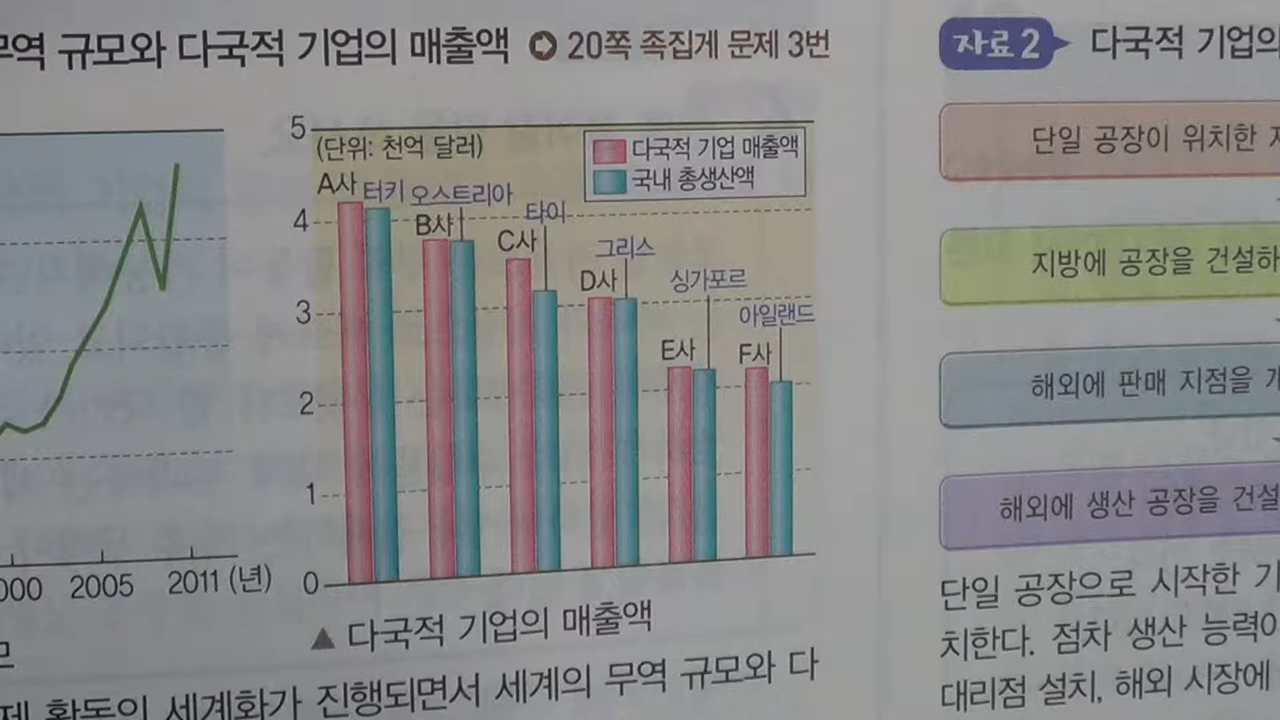 무역 규모와 다국적 기업의 매출액 ➲ 20쪽 족집게 문제 3번
5
(단위: 천억 달러)
다국적 기업 매출액
국내 총생산액
A사 터키 오스트리아
4
B사
C사
타이
D사
그리스
3
싱가포르
E사
아일랜드
F사
2
1
0
2005 2011 (년)
▲ 다국적 기업의 매출액
활동의 세계화가 진행되면서 세계의 무역 규모와 다
자료 2 다국적 기업의
단일 공장이 위치한
지방에 공장을 건설하
해외에 판매 지점을
해외에 생산 공장을 건설
단일 공장으로 시작한 기
치한다. 점차 생산 능력이
대리점 설치, 해외 시장에